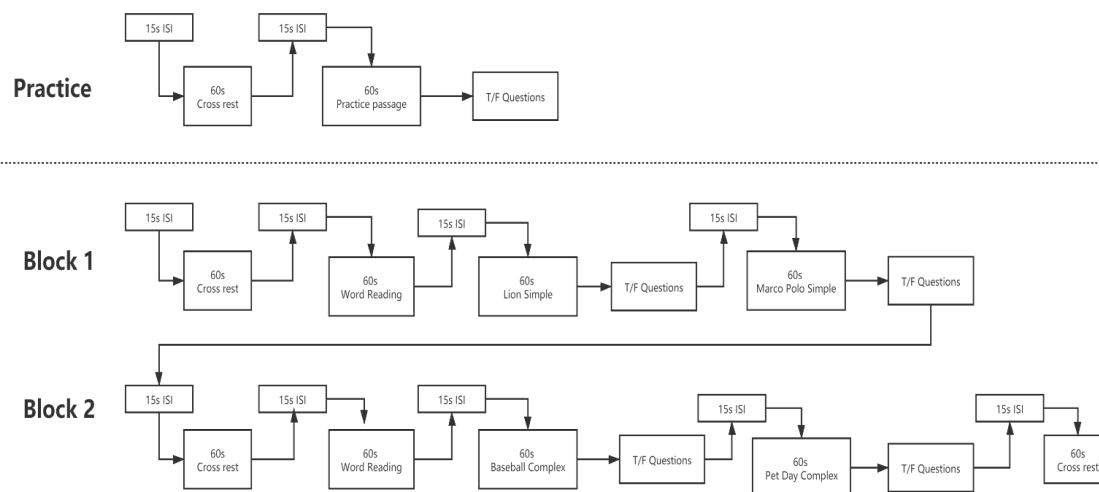 Practice
15s ISI
60s
Cross rest
15s ISI
60s
Practice passage
T/F Questions
Block 1
15s ISI
60s
Cross rest
15s ISI
60s
Word Reading
15s ISI
60s
Lion Simple
T/F Questions
15s ISI
60s
Marco Polo Simple
T/F Questions
Block 2
15s ISI
60s
Cross rest
15s ISI
60s
Word Reading
15s ISI
60s
Baseball Complex
T/F Questions
15s ISI
60s
Pet Day Complex
T/F Questions
15s ISI
60s
Cross rest